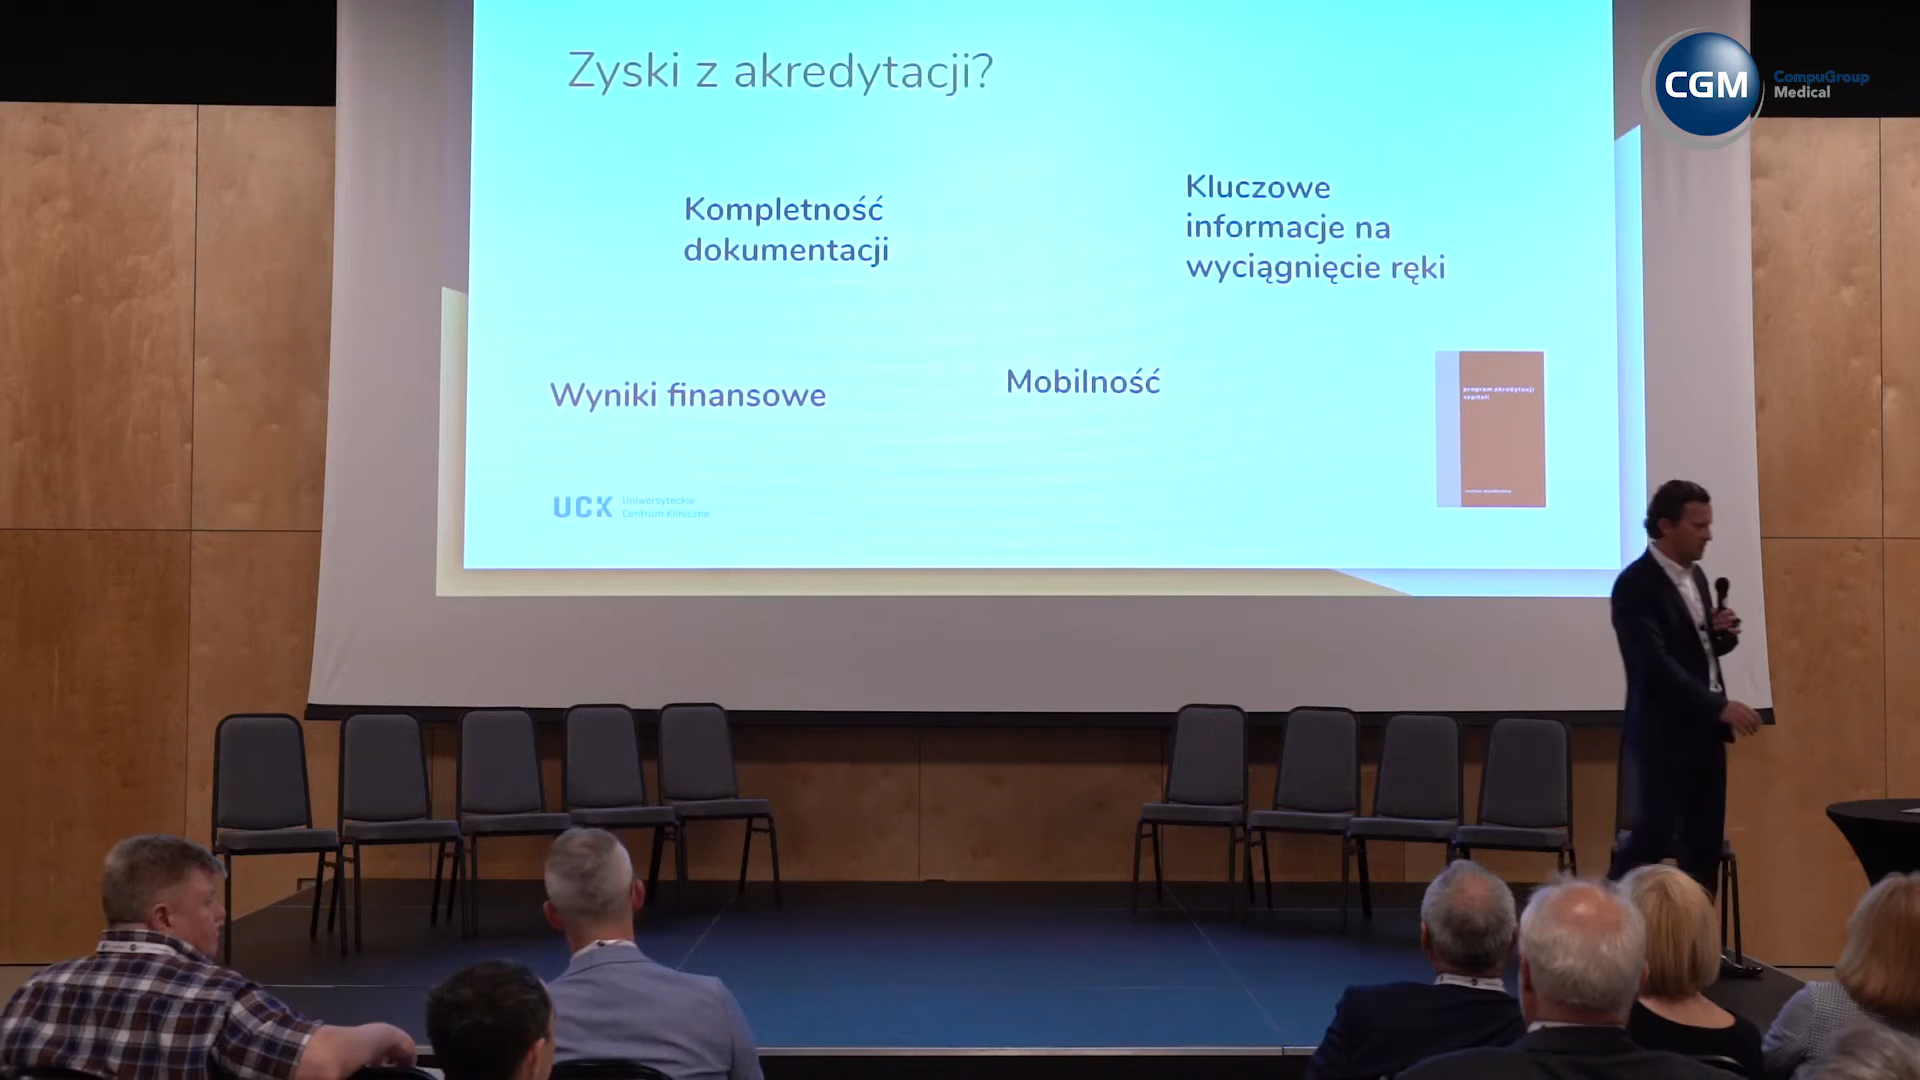 Zyski z akredytacji?
CGM
CompuGroup
Medical
Kompletność
dokumentacji
Kluczowe
informacje na
wyciągnięcie ręki
Wyniki finansowe
Mobilność
program akredytacji
szpitali
UCK
Uniwersyteckie
Centrum Kliniczne